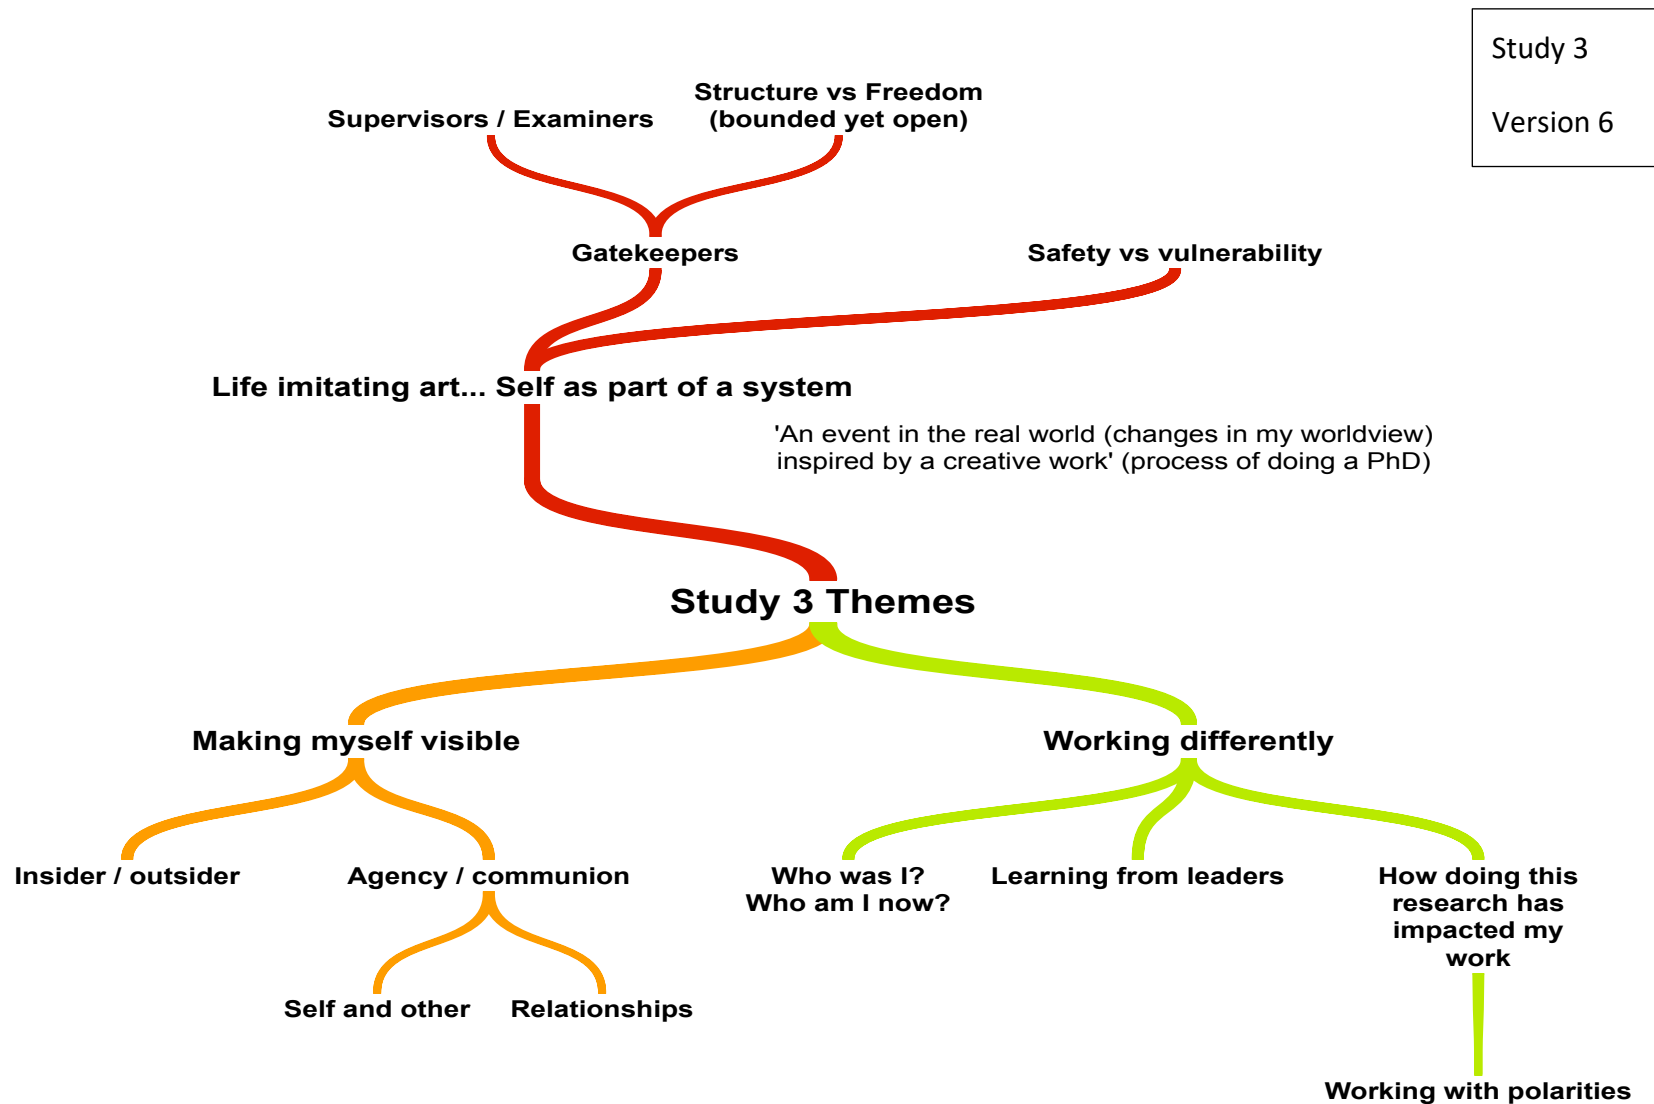 Study 3
Version 6
Structure vs Freedom
(bounded yet open)
Supervisors / Examiners
Gatekeepers
Safety vs vulnerability
Life imitating art... Self as part of a system
'An event in the real world (changes in my worldview)
inspired by a creative work' (process of doing a PhD)
Study 3 Themes
Making myself visible
Working differently
Insider / outsider
Agency / communion
Who was I?
Who am I now?
Learning from leaders
How doing this
research has
impacted my
work
Self and other
Relationships
Working with polarities